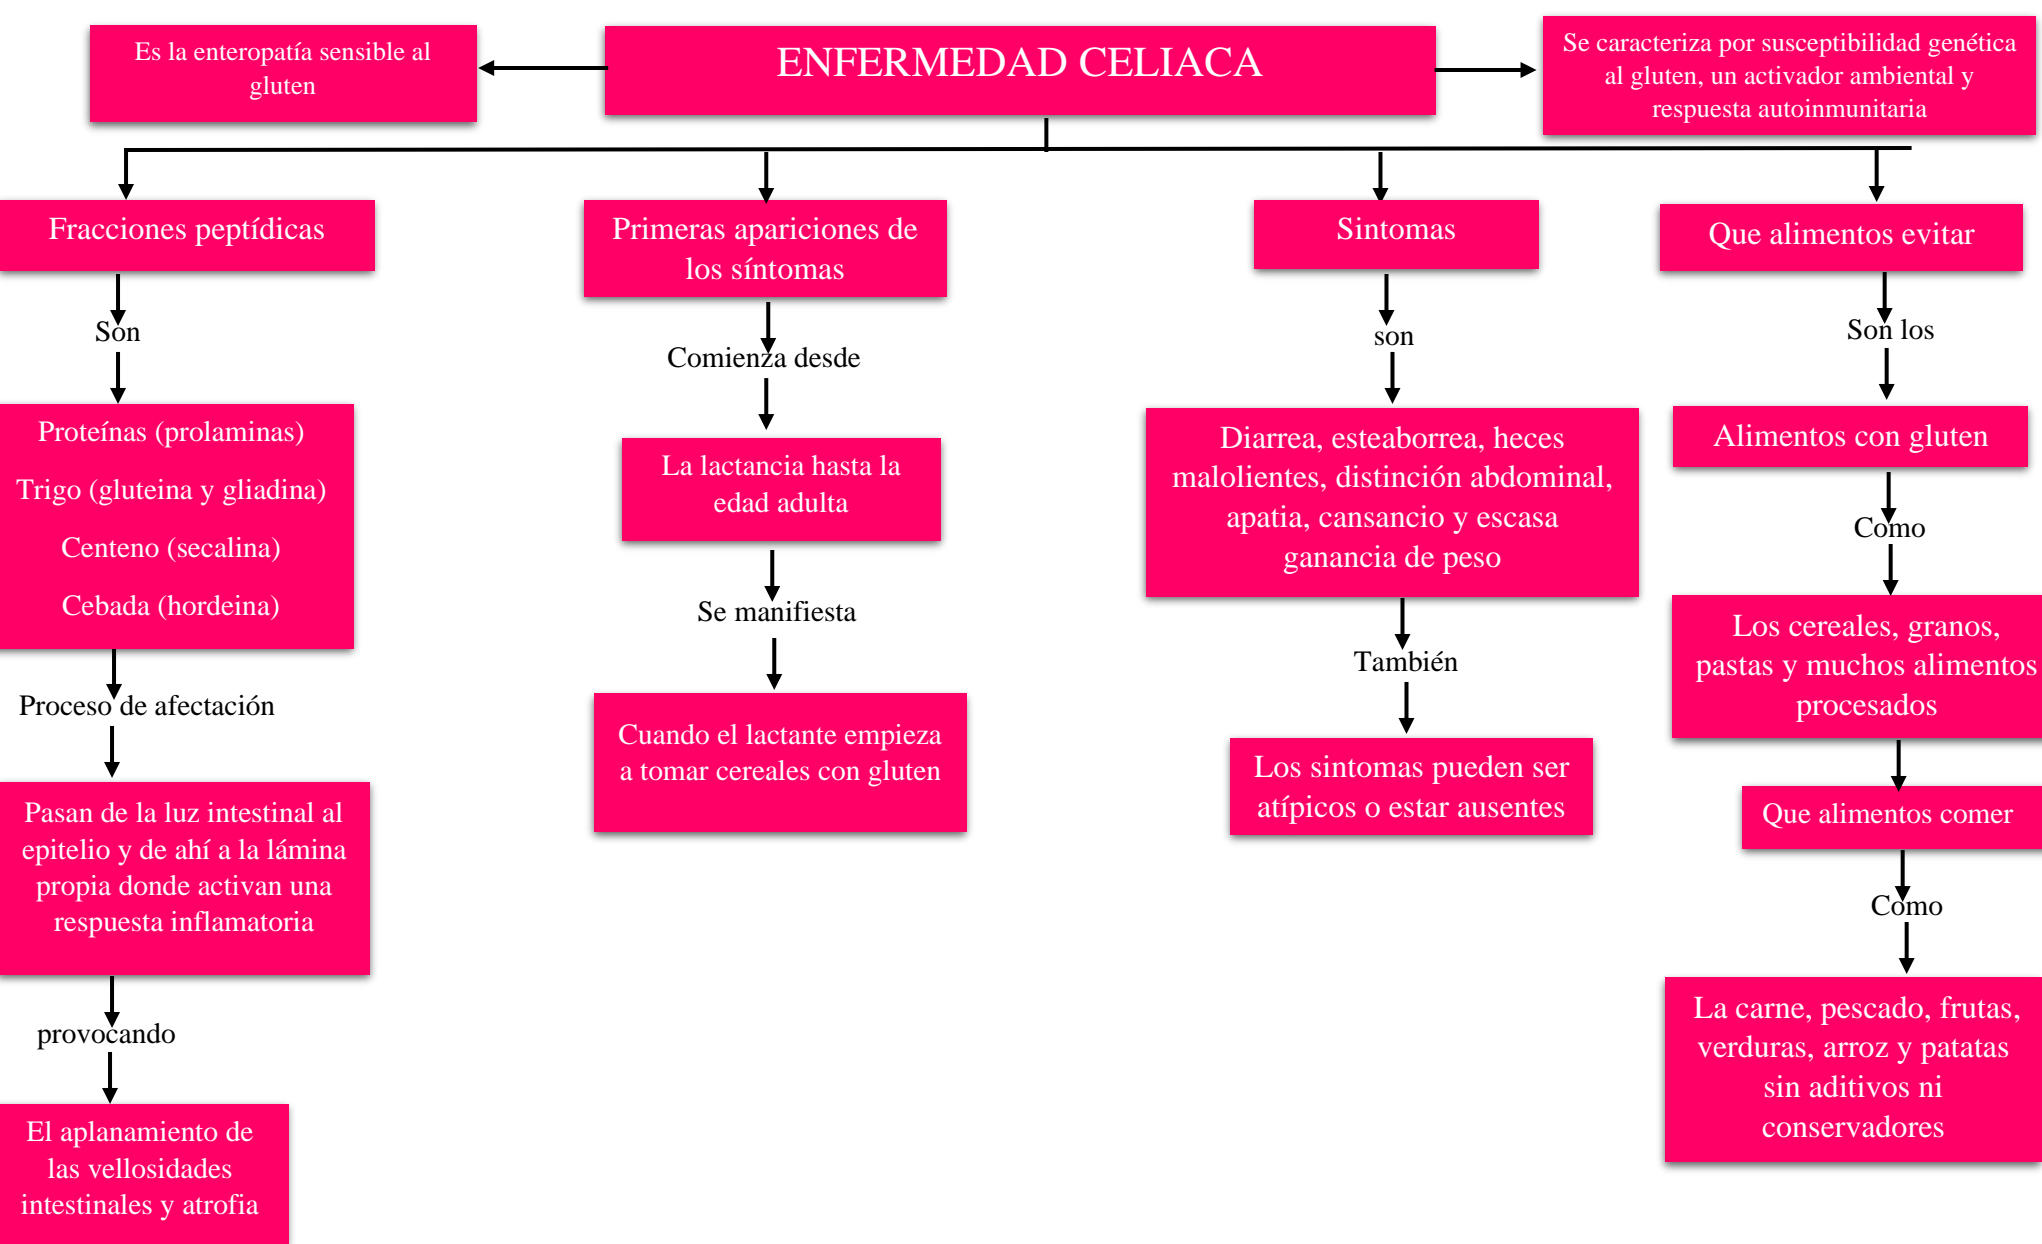 Es la enteropatía sensible al
gluten
ENFERMEDAD CELIACA
Se caracteriza por susceptibilidad genética
al gluten, un activador ambiental y
respuesta autoinmunitaria
Fracciones peptídicas
Son
Proteínas (prolaminas)
Trigo (gluteina y gliadina)
Centeno (secalina)
Cebada (hordeina)
Proceso de afectación
Pasan de la luz intestinal al
epitelio y de ahí a la lámina
propia donde activan una
respuesta inflamatoria
provocando
El aplanamiento de
las vellosidades
intestinales y atrofia
Primeras apariciones de
los síntomas
Comienza desde
La lactancia hasta la
edad adulta
Se manifiesta
Cuando el lactante empieza
a tomar cereales con gluten
Sintomas
son
Diarrea, esteaborrea, heces
malolientes, distinción abdominal,
apatia, cansancio y escasa
ganancia de peso
También
Los sintomas pueden ser
atípicos o estar ausentes
Que alimentos evitar
Son los
Alimentos con gluten
Como
Los cereales, granos,
pastas y muchos alimentos
procesados
Que alimentos comer
Como
La carne, pescado, frutas,
verduras, arroz y patatas
sin aditivos ni
conservadores